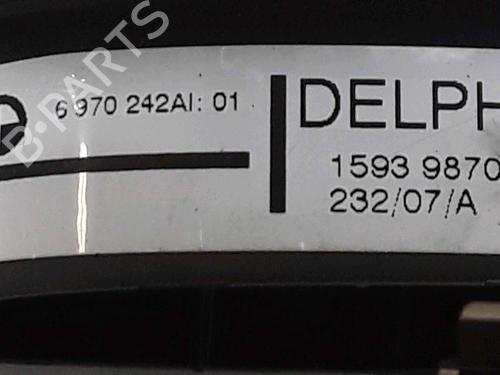 6 970 242AI: 01
DELPH
1593 9870
232/07/A
B-PARTS